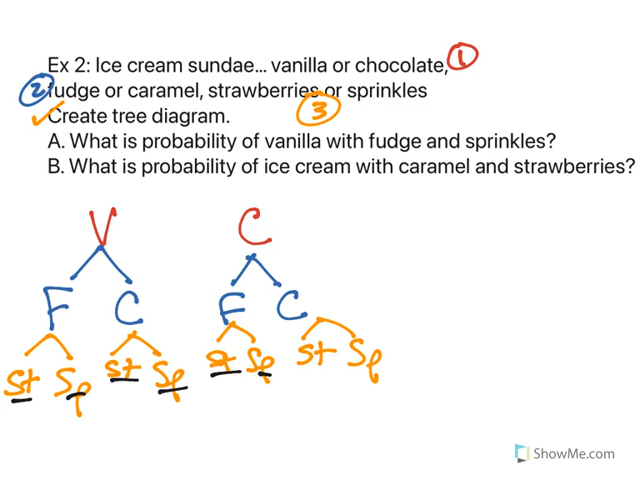 Ex 2: Ice cream sundae... vanilla or chocolate, 1
2 fudge or caramel, strawberries or sprinkles
Create tree diagram. 3
A. What is probability of vanilla with fudge and sprinkles?
B. What is probability of ice cream with caramel and strawberries?
V C
F C F C
st Sp st Sp st Sp st Sp
ShowMe.com